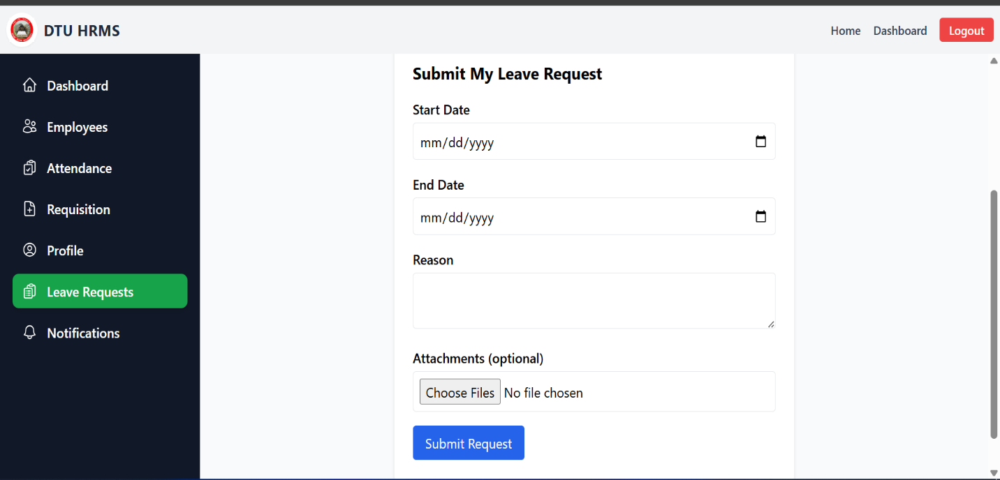 DTU HRMS
Home Dashboard Logout
Dashboard
Employees
Attendance
Requisition
Profile
Leave Requests
Notifications
Submit My Leave Request
Start Date
mm/dd/yyyy
End Date
mm/dd/yyyy
Reason
Attachments (optional)
Choose Files No file chosen
Submit Request